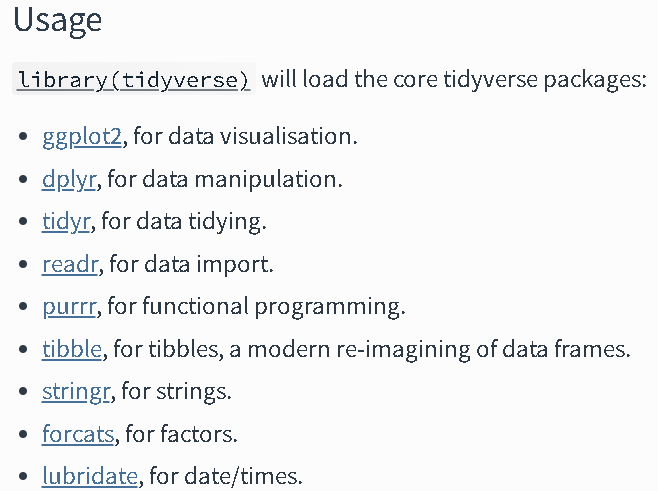 Usage
library(tidyverse) will load the core tidyverse packages:
• ggplot2, for data visualisation.
• dplyr, for data manipulation.
• tidyr, for data tidying.
• readr, for data import.
• purrr, for functional programming.
• tibble, for tibbles, a modern re-imagining of data frames.
• stringr, for strings.
• forcats, for factors.
• lubridate, for date/times.